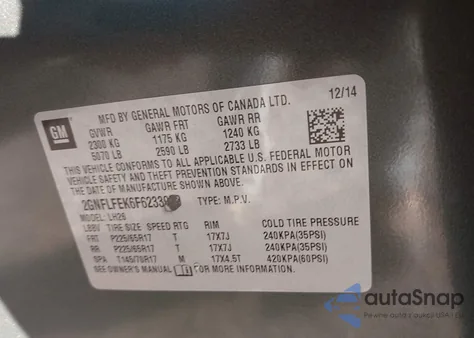 12/14
MFD BY GENERAL MOTORS OF CANADA LTD.
GM
GVWR GAWR FRT GAWR RR
2300 KG 1175 KG 1240 KG
5070 LB 2590 LB 2733 LB
THIS VEHICLE CONFORMS TO ALL APPLICABLE U.S. FEDERAL MOTOR
VEHICLE SAFETY AND THEFT PREVENTION STANDARDS IN EFFECT ON
THE DATE OF MANUFACTURE SHOWN ABOVE.
TYPE: M.P.V.
MODEL: LH26
LBBV TIRE SIZE SPEED RTG RIM COLD TIRE PRESSURE
FRT P225/65R17 T 17X7J 240KPA(35PSI)
RR P225/65R17 T 17X7J 240KPA(35PSI)
SPA T145/75R17 M 17X4.5T 420KPA(60PSI)
SEE OWNER'S MANUAL FOR MORE INFORMATION.
autaSnap